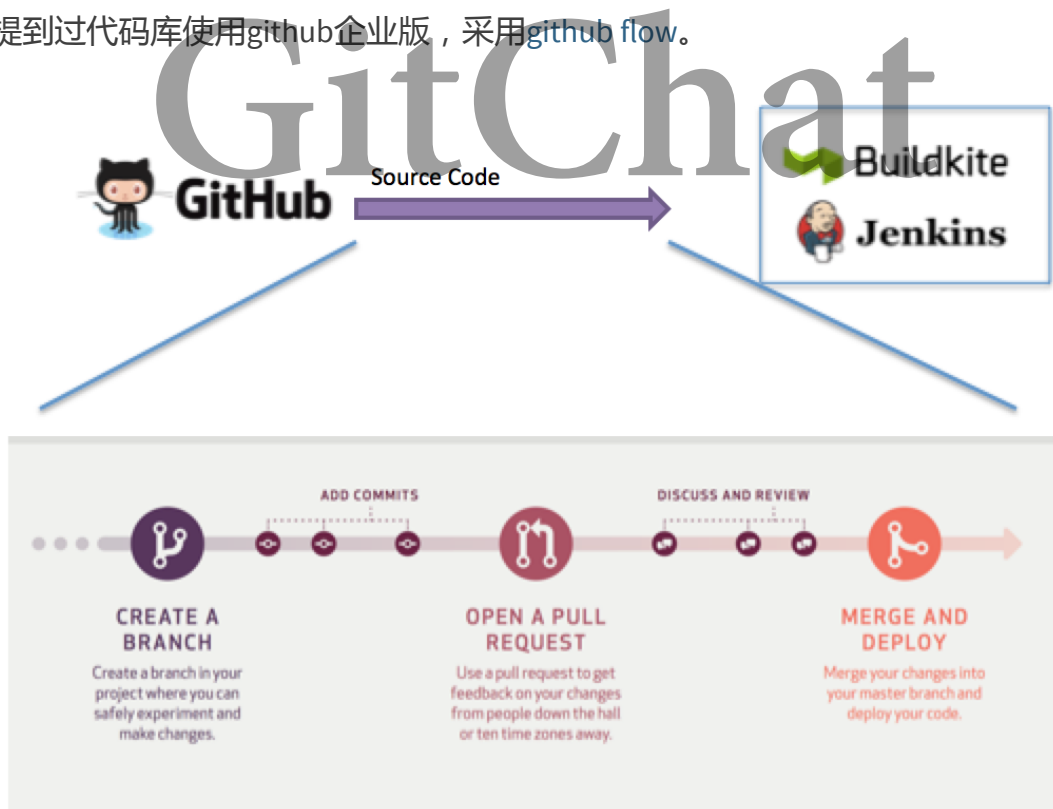 提到过代码库使用github企业版，采用github flow。
GitChat
GitHub
Source Code
Buildkite
Jenkins
ADD COMMITS
DISCUSS AND REVIEW
CREATE A
BRANCH
Create a branch in your
project where you can
safely experiment and
make changes.
OPEN A PULL
REQUEST
Use a pull request to get
feedback on your changes
from people down the hall
or ten time zones away.
MERGE AND
DEPLOY
Merge your changes into
your master branch and
deploy your code.